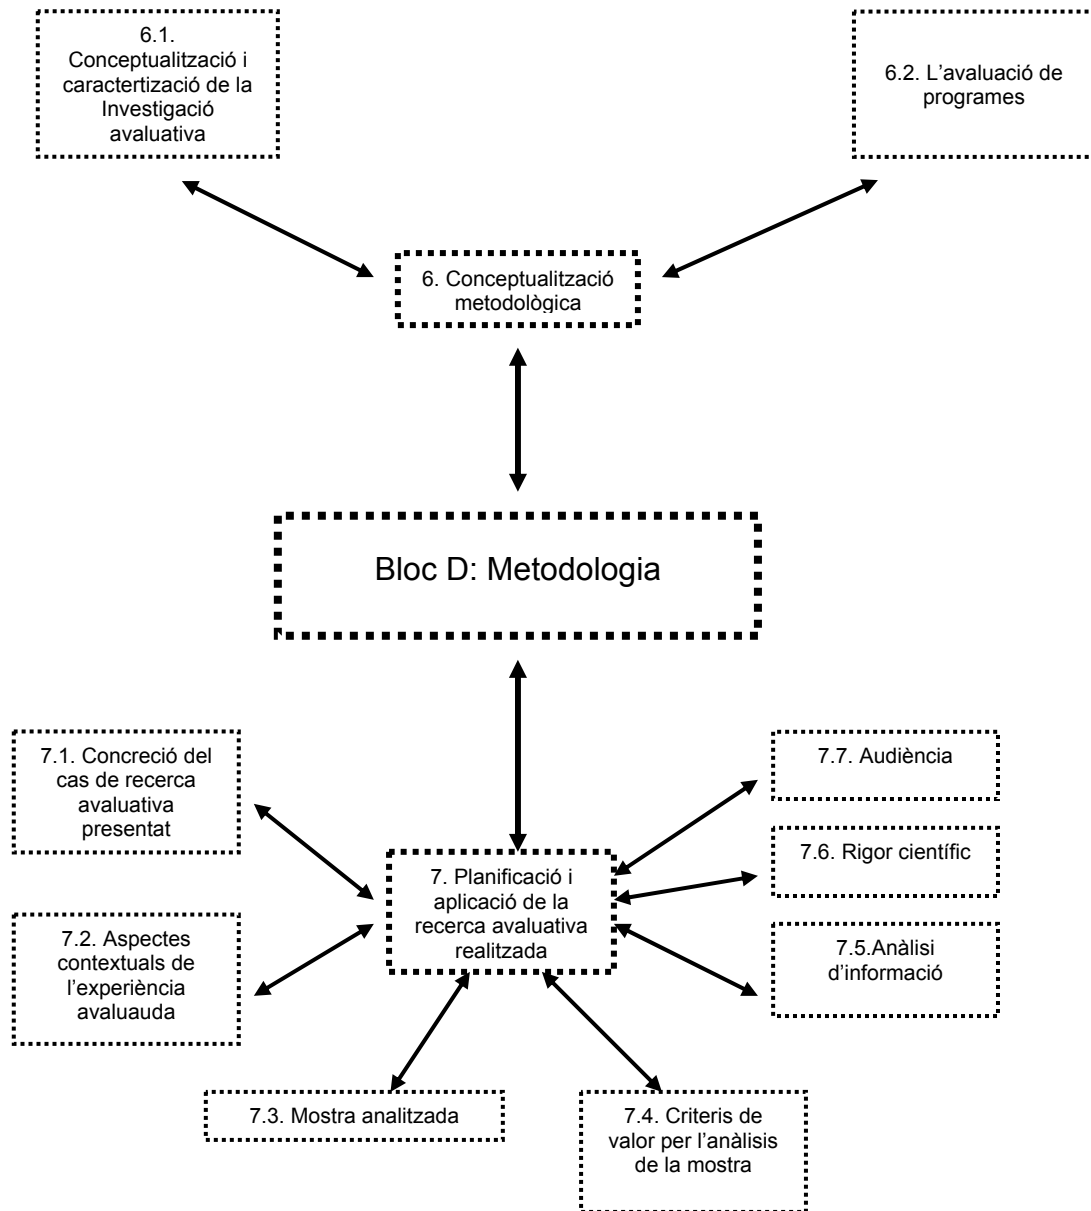 6.1.
Conceptualització i
caractertizació de la
Investigació
avaluativa
6.2. L’avaluació de
programes
6. Conceptualització
metodològica
Bloc D: Metodologia
7.1. Concreció del
cas de recerca
avaluativa
presentat
7.7. Audiència
7.6. Rigor científic
7. Planificació i
aplicació de la
recerca avaluativa
realitzada
7.2. Aspectes
contextuals de
l’experiència
avaluauda
7.5.Anàlisi
d’informació
7.3. Mostra analitzada
7.4. Criteris de
valor per l’anàlisis
de la mostra